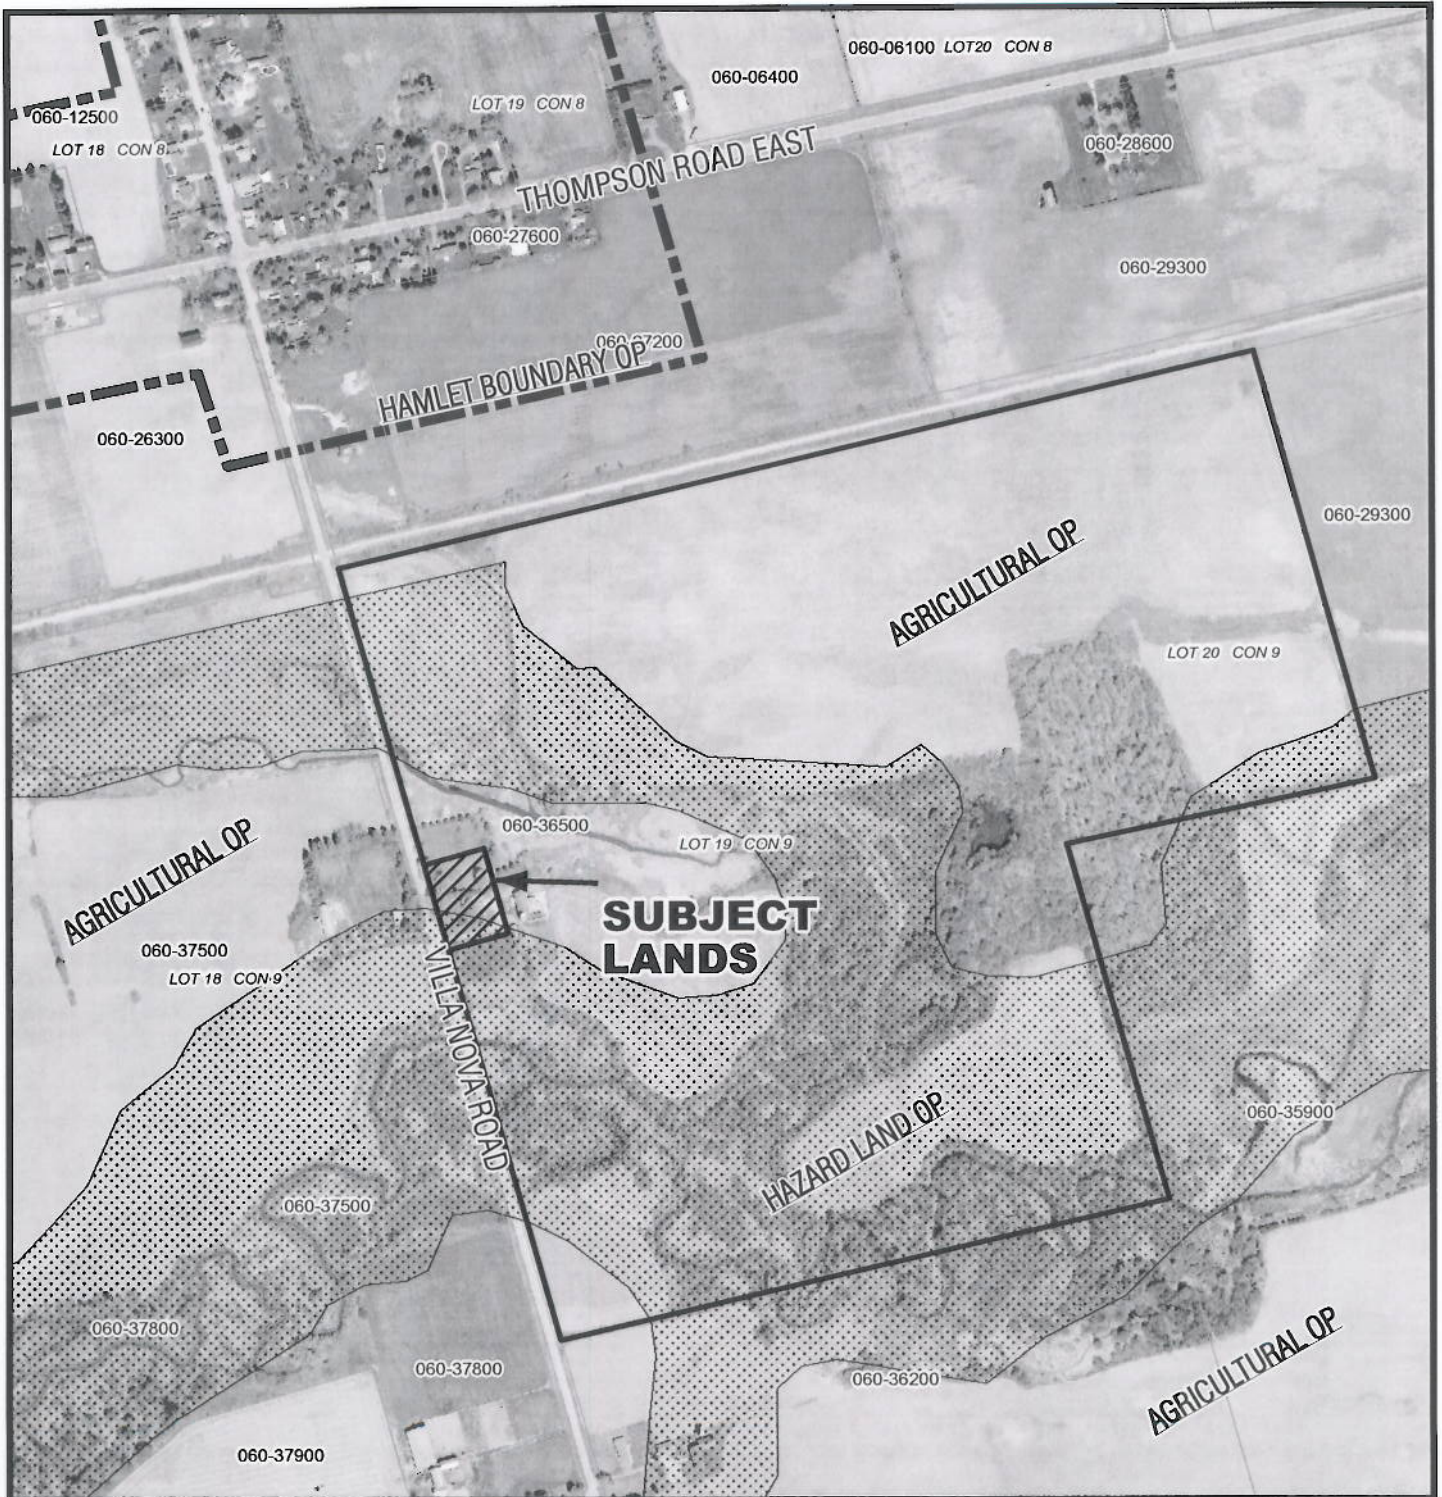 060-06100 LOT20 CON 8
060-06400
LOT 19 CON 8
060-12500
LOT 18 CON 8
060-28600
THOMPSON ROAD EAST
060-27600
060-29300
060-27200
HAMLET BOUNDARY OP
060-26300
060-29300
AGRICULTURAL OP
LOT 20 CON 9
060-36500
LOT 19 CON 9
AGRICULTURAL OP
SUBJECT
LANDS
060-37500
LOT 18 CON 9
VILLA NOVA ROAD
HAZARD LAND OP
060-35900
060-37500
060-37800
060-37800
060-36200
AGRICULTURAL OP
060-37900